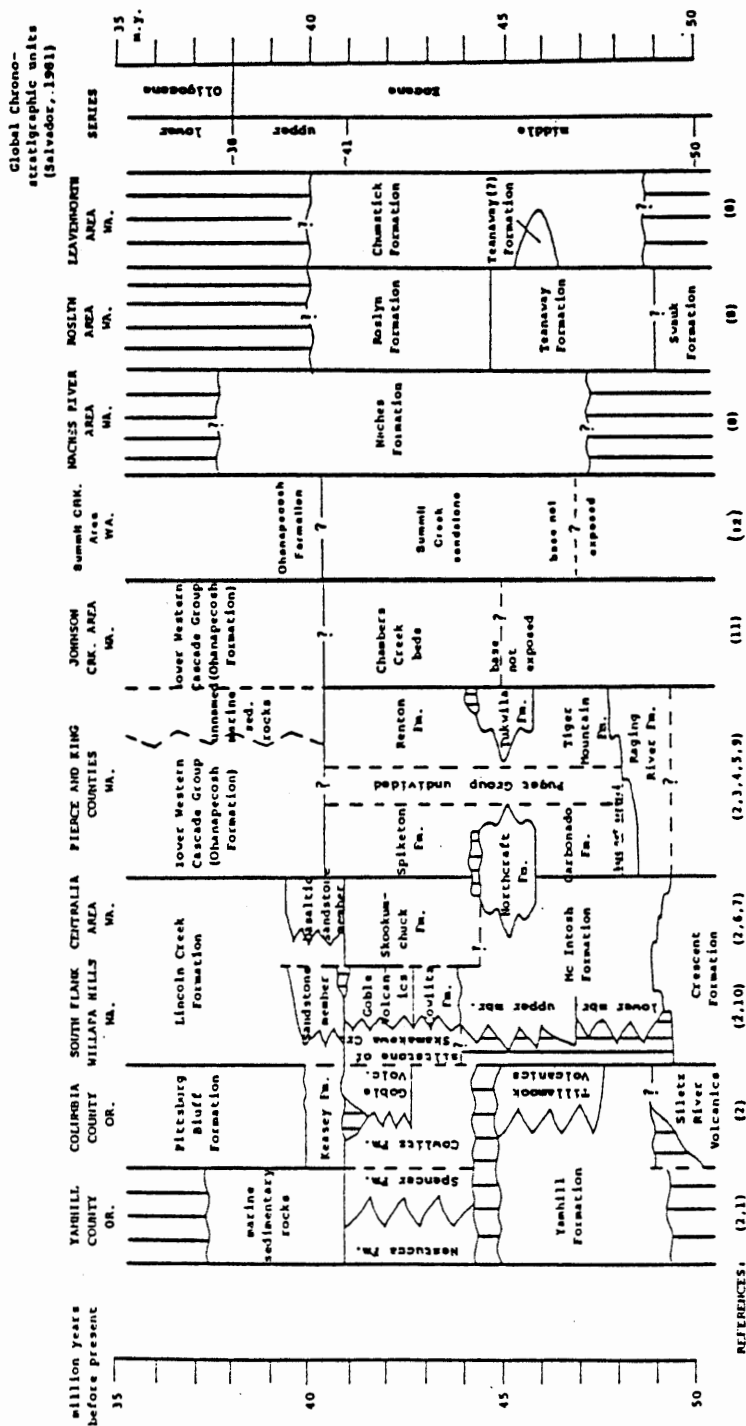 million years
before present
35
40
45
50
YAMHILL
COUNTY
OR.
marine
sedimentary
rocks
Nestucca Fm.
Spencer Fm.
Yamhill
Formation
(2,1)
COLUMBIA
COUNTY
OR.
Pittsburg
Bluff
Formation
Keasey Fm.
Cowlitz Fm.
Goble
Volc.
Tillamook
Volcanics
?
Siletz
River
Volcanics
(2)
SOUTH FLANK
WILLAPA HILLS
WA.
Lincoln Creek
Formation
sandstone
member
siltstone of
Skamokawa Cr
Goble
Volcan-
ics
Cowlita
Fm.
?
upper mbr.
lower mbr.
(2,10)
CENTRALIA
AREA
WA.
basaltic
sandstone
member
Skookum-
chuck
Fm.
?
Northcraft
Fm.
Mc Intosh
Formation
Crescent
Formation
(2,6,7)
PIERCE AND KING
COUNTIES
WA.
lower Western
Cascade Group
(Ohanapecosh
Formation)
unnamed
marine
sed.
rocks
?
Spiketon
Fm.
Puget Group
undivided
Renton
Fm.
Tukwila
Fm.
Carbonado
Fm.
Tiger
Mountain
Fm.
Raging
River Fm.
?
(2,3,4,5,9)
JOHNSON
CRK. AREA
WA.
lower Western
Cascade Group
(Ohanapecosh
Formation)
?
Chambers
Creek
beds
?
base
not
exposed
(11)
Summit CRK.
Area
WA.
Ohanapecosh
Formation
?
Summit
Creek
sandstone
base not
?
exposed
(12)
NACHES RIVER
AREA
WA.
?
Naches
Formation
?
(8)
ROSLYN
AREA
WA.
?
Roslyn
Formation
Teanaway
Formation
?
Swauk
Formation
(8)
LEAVENWORTH
AREA
WA.
?
Chumstick
Formation
Teanaway(?)
Formation
?
(8)
Global Chrono-
stratigraphic units
(Salvador, 1981)
SERIES
lower
Oligocene
~38
upper
~41
middle
Eocene
~50
35
m.y.
40
45
50
REFERENCES: